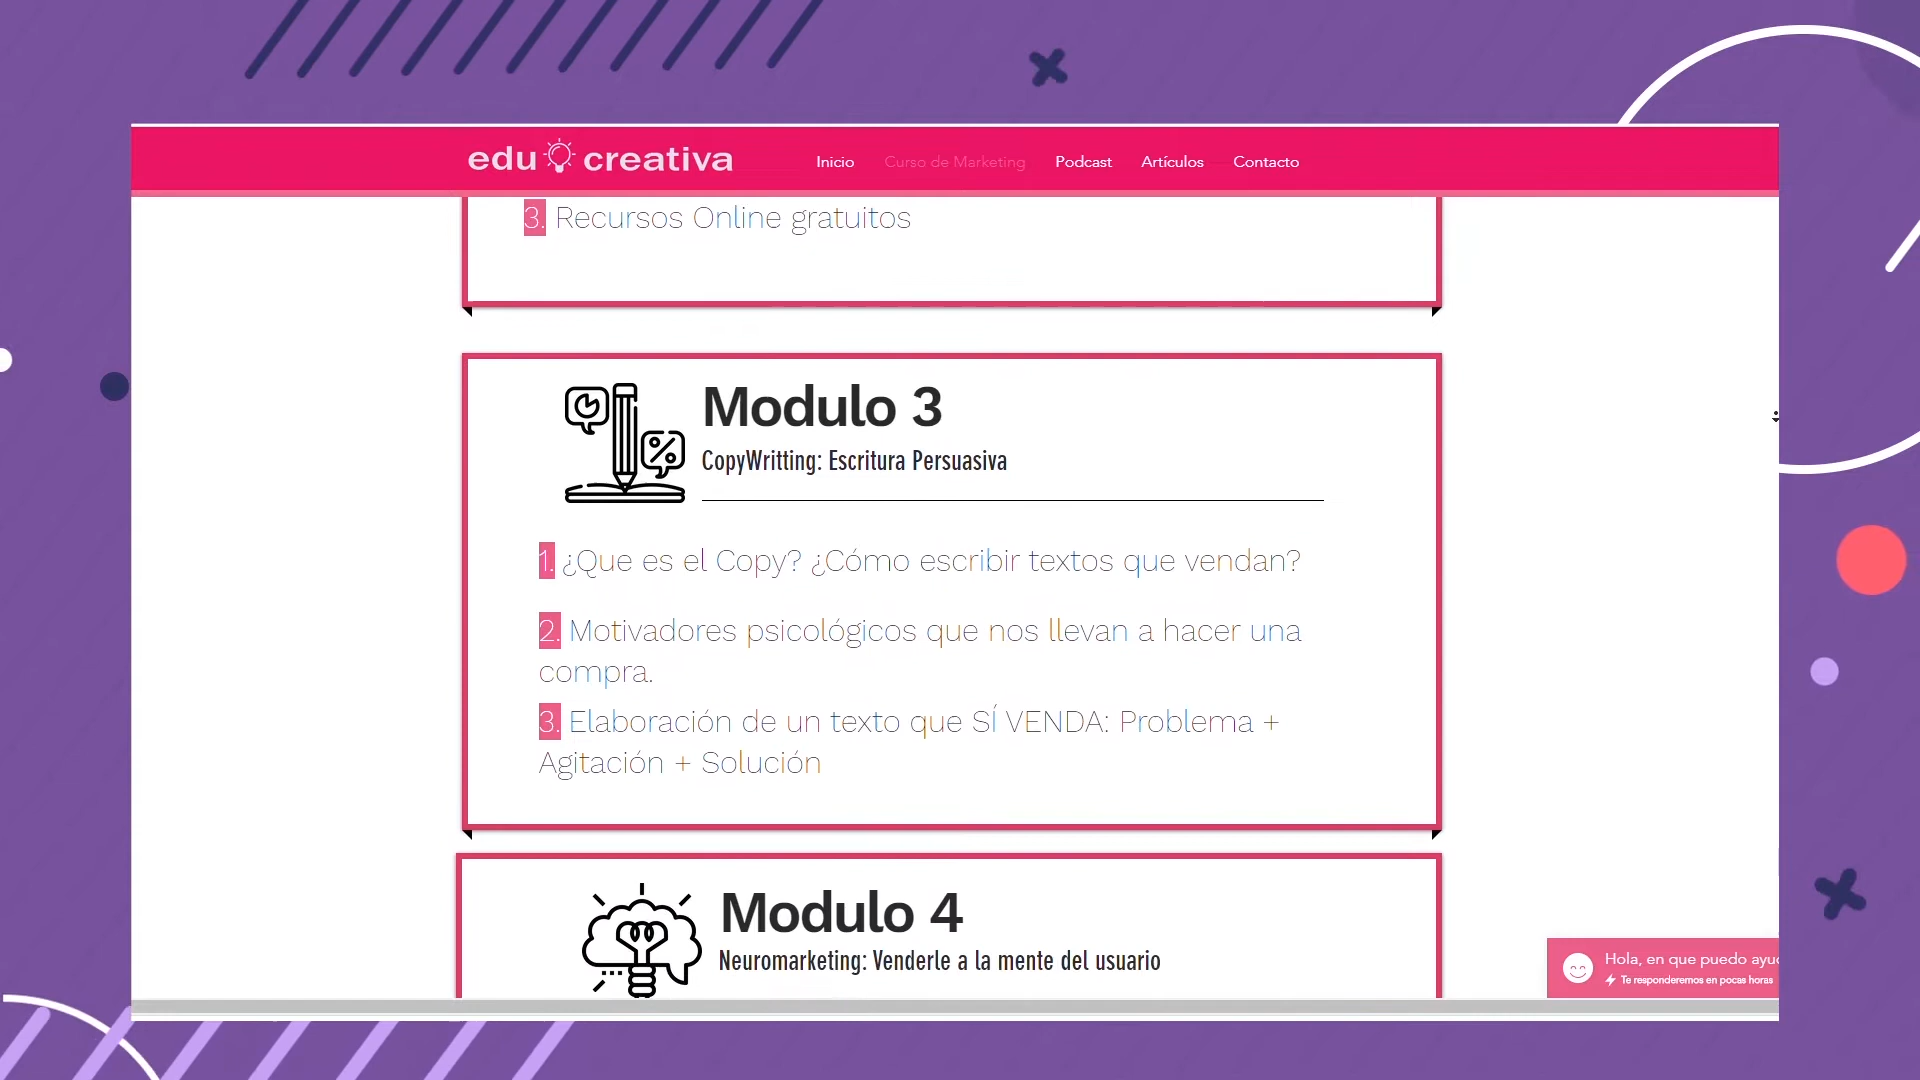 edu creativa
Inicio Curso de Marketing Podcast Artículos Contacto
3. Recursos Online gratuitos
Modulo 3
CopyWritting: Escritura Persuasiva
1. ¿Que es el Copy? ¿Cómo escribir textos que vendan?
2. Motivadores psicológicos que nos llevan a hacer una
compra.
3. Elaboración de un texto que SÍ VENDA: Problema +
Agitación + Solución
Modulo 4
Neuromarketing: Venderle a la mente del usuario
Hola, en que puedo ayu
Te responderemos en pocas horas